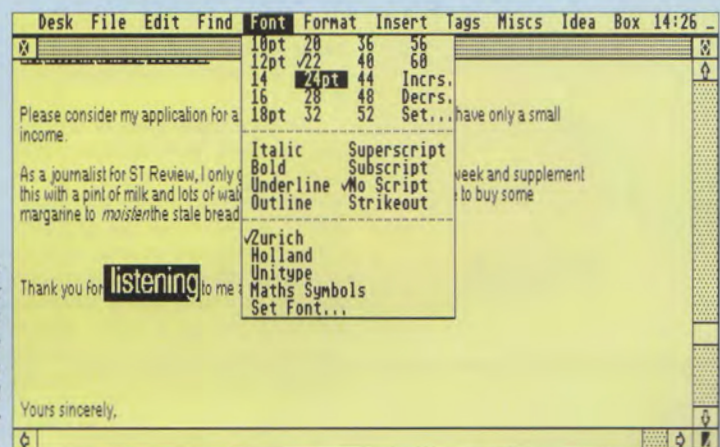 Desk File Edit Find Font Format Insert Tags Miscs Idea Box 14:26
10pt 20 36 56
12pt √22 40 60
14 24pt 44 Incrs.
16 28 48 Decrs.
18pt 32 52 Set...
Italic Superscript
Bold Subscript
Underline √No Script
Outline Strikeout
√Zurich
Holland
Unitype
Maths Symbols
Set Font...
Please consider my application for a have only a small
income.
As a journalist for ST Review, I only week and supplement
this with a pint of milk and lots of to buy some
margarine to moistenthe stale bread
Thank you for listening to me
Yours sincerely,